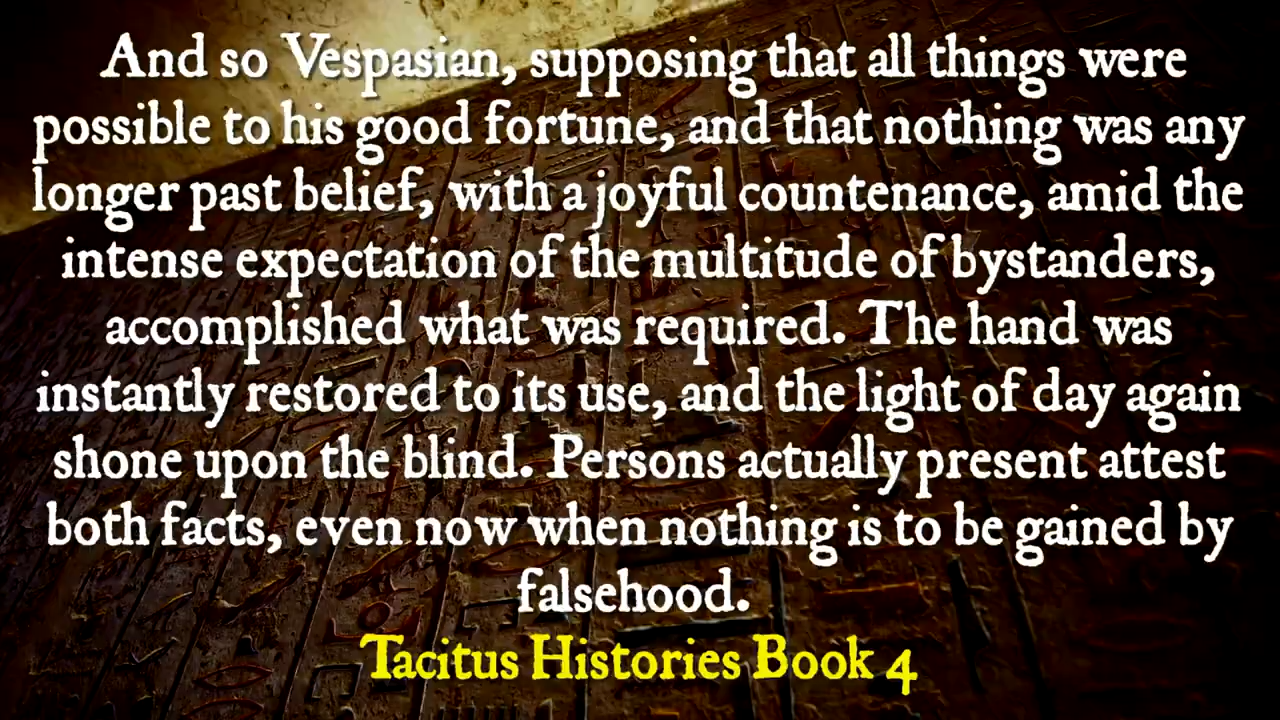 And so Vespasian, supposing that all things were
possible to his good fortune, and that nothing was any
longer past belief, with a joyful countenance, amid the
intense expectation of the multitude of bystanders,
accomplished what was required. The hand was
instantly restored to its use, and the light of day again
shone upon the blind. Persons actually present attest
both facts, even now when nothing is to be gained by
falsehood.
Tacitus Histories Book 4